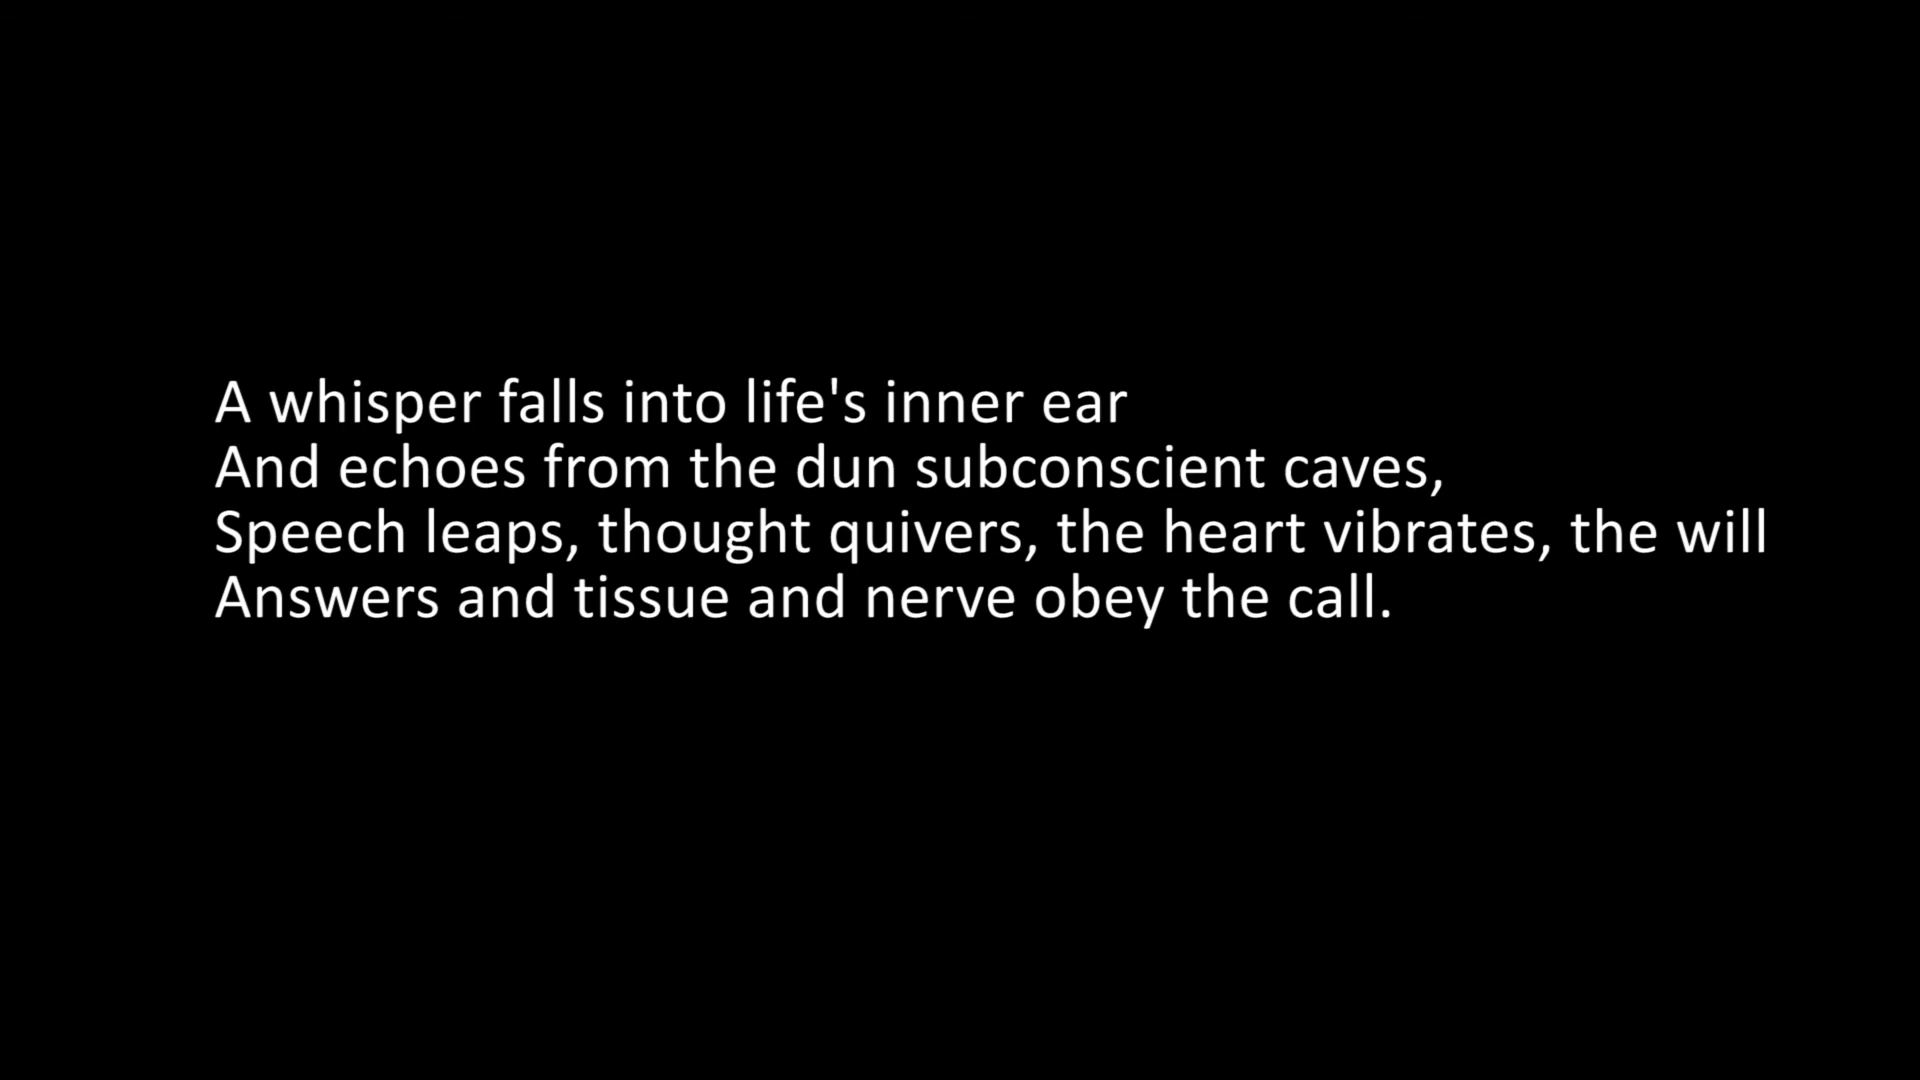 A whisper falls into life's inner ear
And echoes from the dun subconscient caves,
Speech leaps, thought quivers, the heart vibrates, the will
Answers and tissue and nerve obey the call.